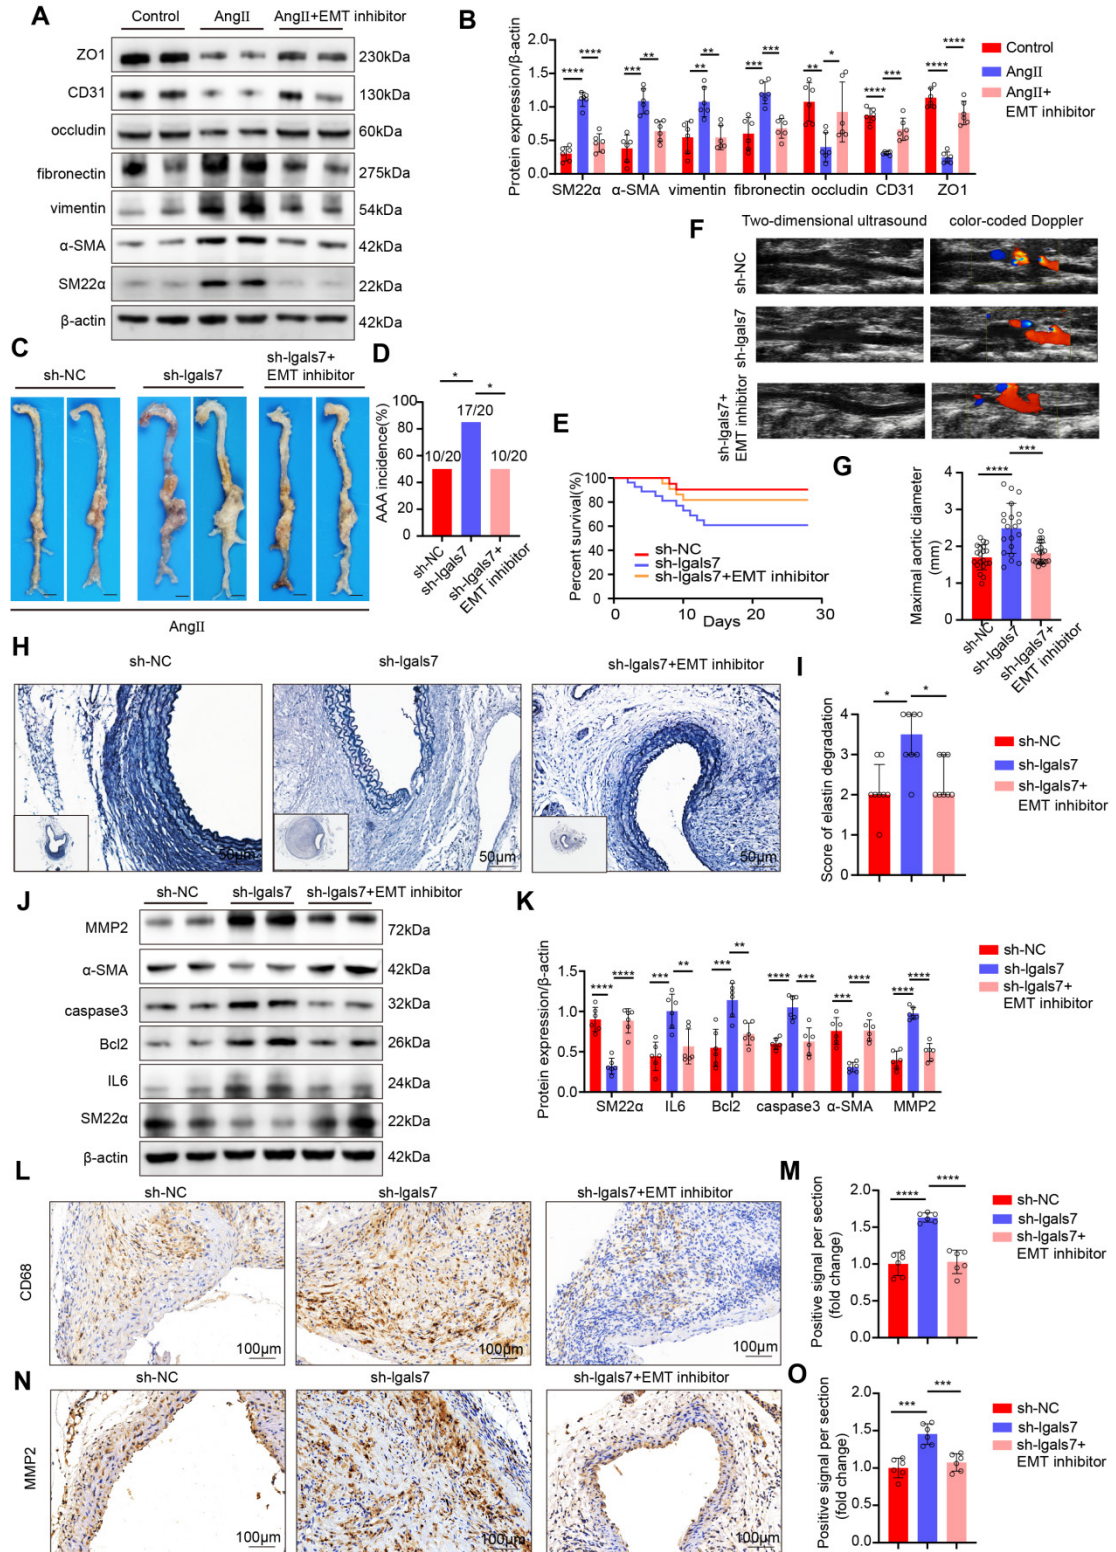 A
Control AngII AngII+EMT inhibitor
ZO1 230kDa
CD31 130kDa
occludin 60kDa
fibronectin 275kDa
vimentin 54kDa
α-SMA 42kDa
SM22α 22kDa
β-actin 42kDa
B
Protein expression/β-actin
2.0
1.5
1.0
0.5
0.0
**** **** *** ** ** ** *** *** ** * **** *** **** ****
SM22α α-SMA vimentin fibronectin occludin CD31 ZO1
Control
AngII
AngII+
EMT inhibitor
C
sh-NC sh-lgals7 sh-lgals7+
EMT inhibitor
AngII
D
AAA incidence(%)
100
80
60
40
20
0
* *
10/20 17/20 10/20
sh-NC
sh-lgals7
sh-lgals7+
EMT inhibitor
E
Percent survival(%)
100
80
60
40
20
0
sh-NC
sh-lgals7
sh-lgals7+EMT inhibitor
0 10 20 30
Days
F
Two-dimensional ultrasound color-coded Doppler
sh-NC
sh-lgals7
sh-lgals7+
EMT inhibitor
G
Maximal aortic diameter
(mm)
4
3
2
1
0
**** ***
sh-NC
sh-lgals7
sh-lgals7+
EMT inhibitor
H
sh-NC sh-lgals7 sh-lgals7+EMT inhibitor
50μm 50μm 50μm
I
Score of elastin degradation
4
3
2
1
0
* *
sh-NC
sh-lgals7
sh-lgals7+
EMT inhibitor
J
sh-NC sh-lgals7 sh-lgals7+EMT inhibitor
MMP2 72kDa
α-SMA 42kDa
caspase3 32kDa
Bcl2 26kDa
IL6 24kDa
SM22α 22kDa
β-actin 42kDa
K
Protein expression/β-actin
1.5
1.0
0.5
0.0
**** **** *** ** *** ** **** *** *** **** **** ****
SM22α IL6 Bcl2 caspase3 α-SMA MMP2
sh-NC
sh-lgals7
sh-lgals7+
EMT inhibitor
L
sh-NC sh-lgals7 sh-lgals7+EMT inhibitor
CD68
100μm 100μm 100μm
M
Positive signal per section
(fold change)
2.0
1.5
1.0
0.5
0.0
**** ****
sh-NC
sh-lgals7
sh-lgals7+
EMT inhibitor
N
sh-NC sh-lgals7 sh-lgals7+EMT inhibitor
MMP2
100μm 100μm 100μm
O
Positive signal per section
(fold change)
2.0
1.5
1.0
0.5
0.0
*** ***
sh-NC
sh-lgals7
sh-lgals7+
EMT inhibitor